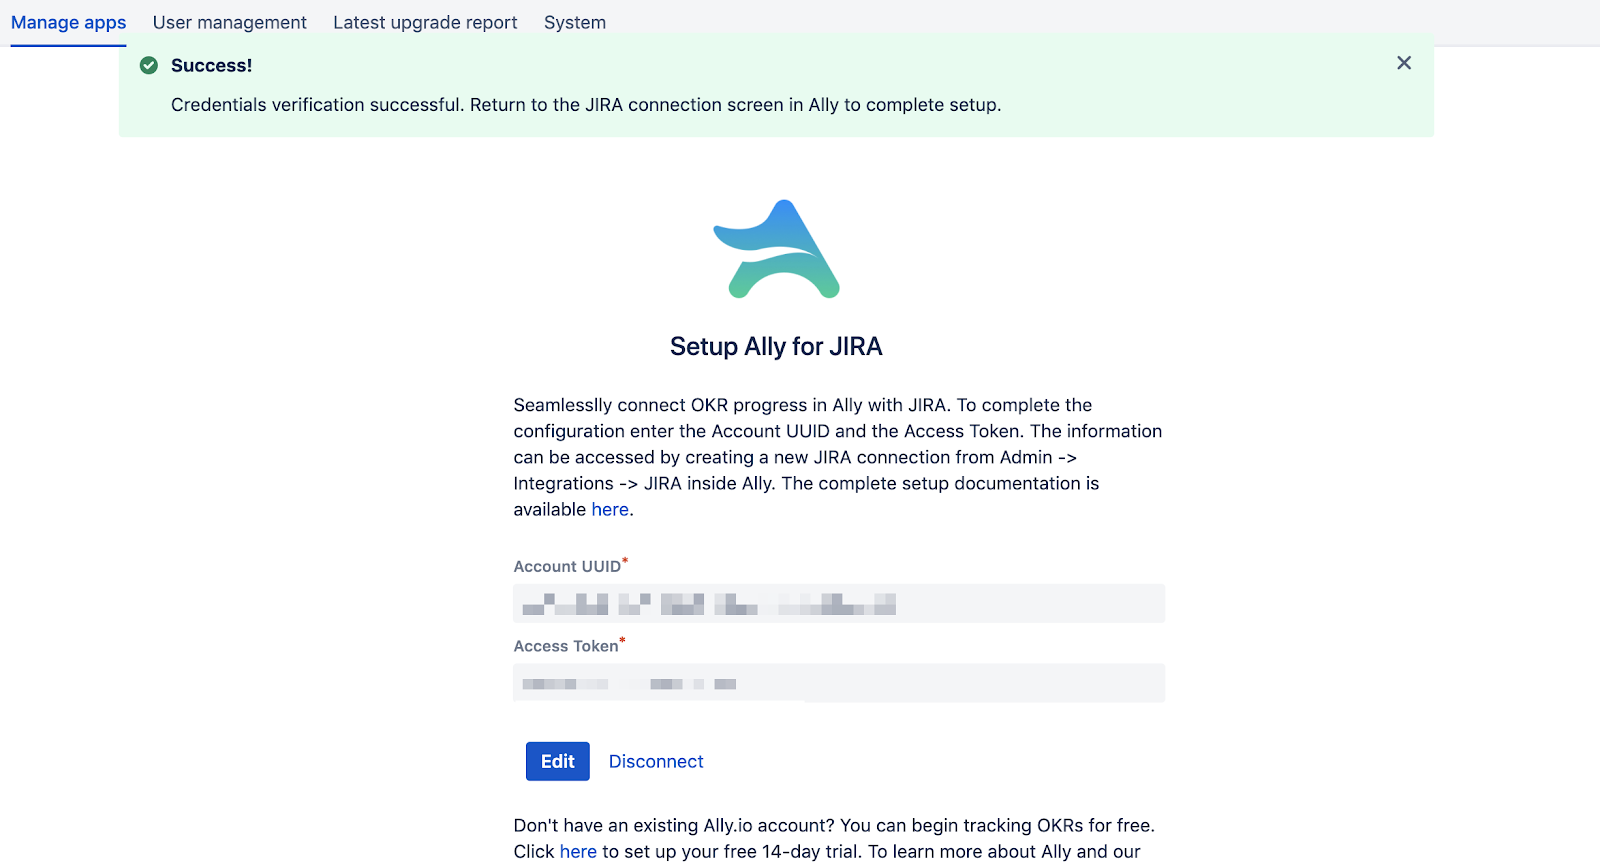 Manage apps User management Latest upgrade report System
Success!
Credentials verification successful. Return to the JIRA connection screen in Ally to complete setup.
Setup Ally for JIRA
Seamlesslly connect OKR progress in Ally with JIRA. To complete the
configuration enter the Account UUID and the Access Token. The information
can be accessed by creating a new JIRA connection from Admin ->
Integrations -> JIRA inside Ally. The complete setup documentation is
available here.
Account UUID*
Access Token*
Edit Disconnect
Don't have an existing Ally.io account? You can begin tracking OKRs for free.
Click here to set up your free 14-day trial. To learn more about Ally and our